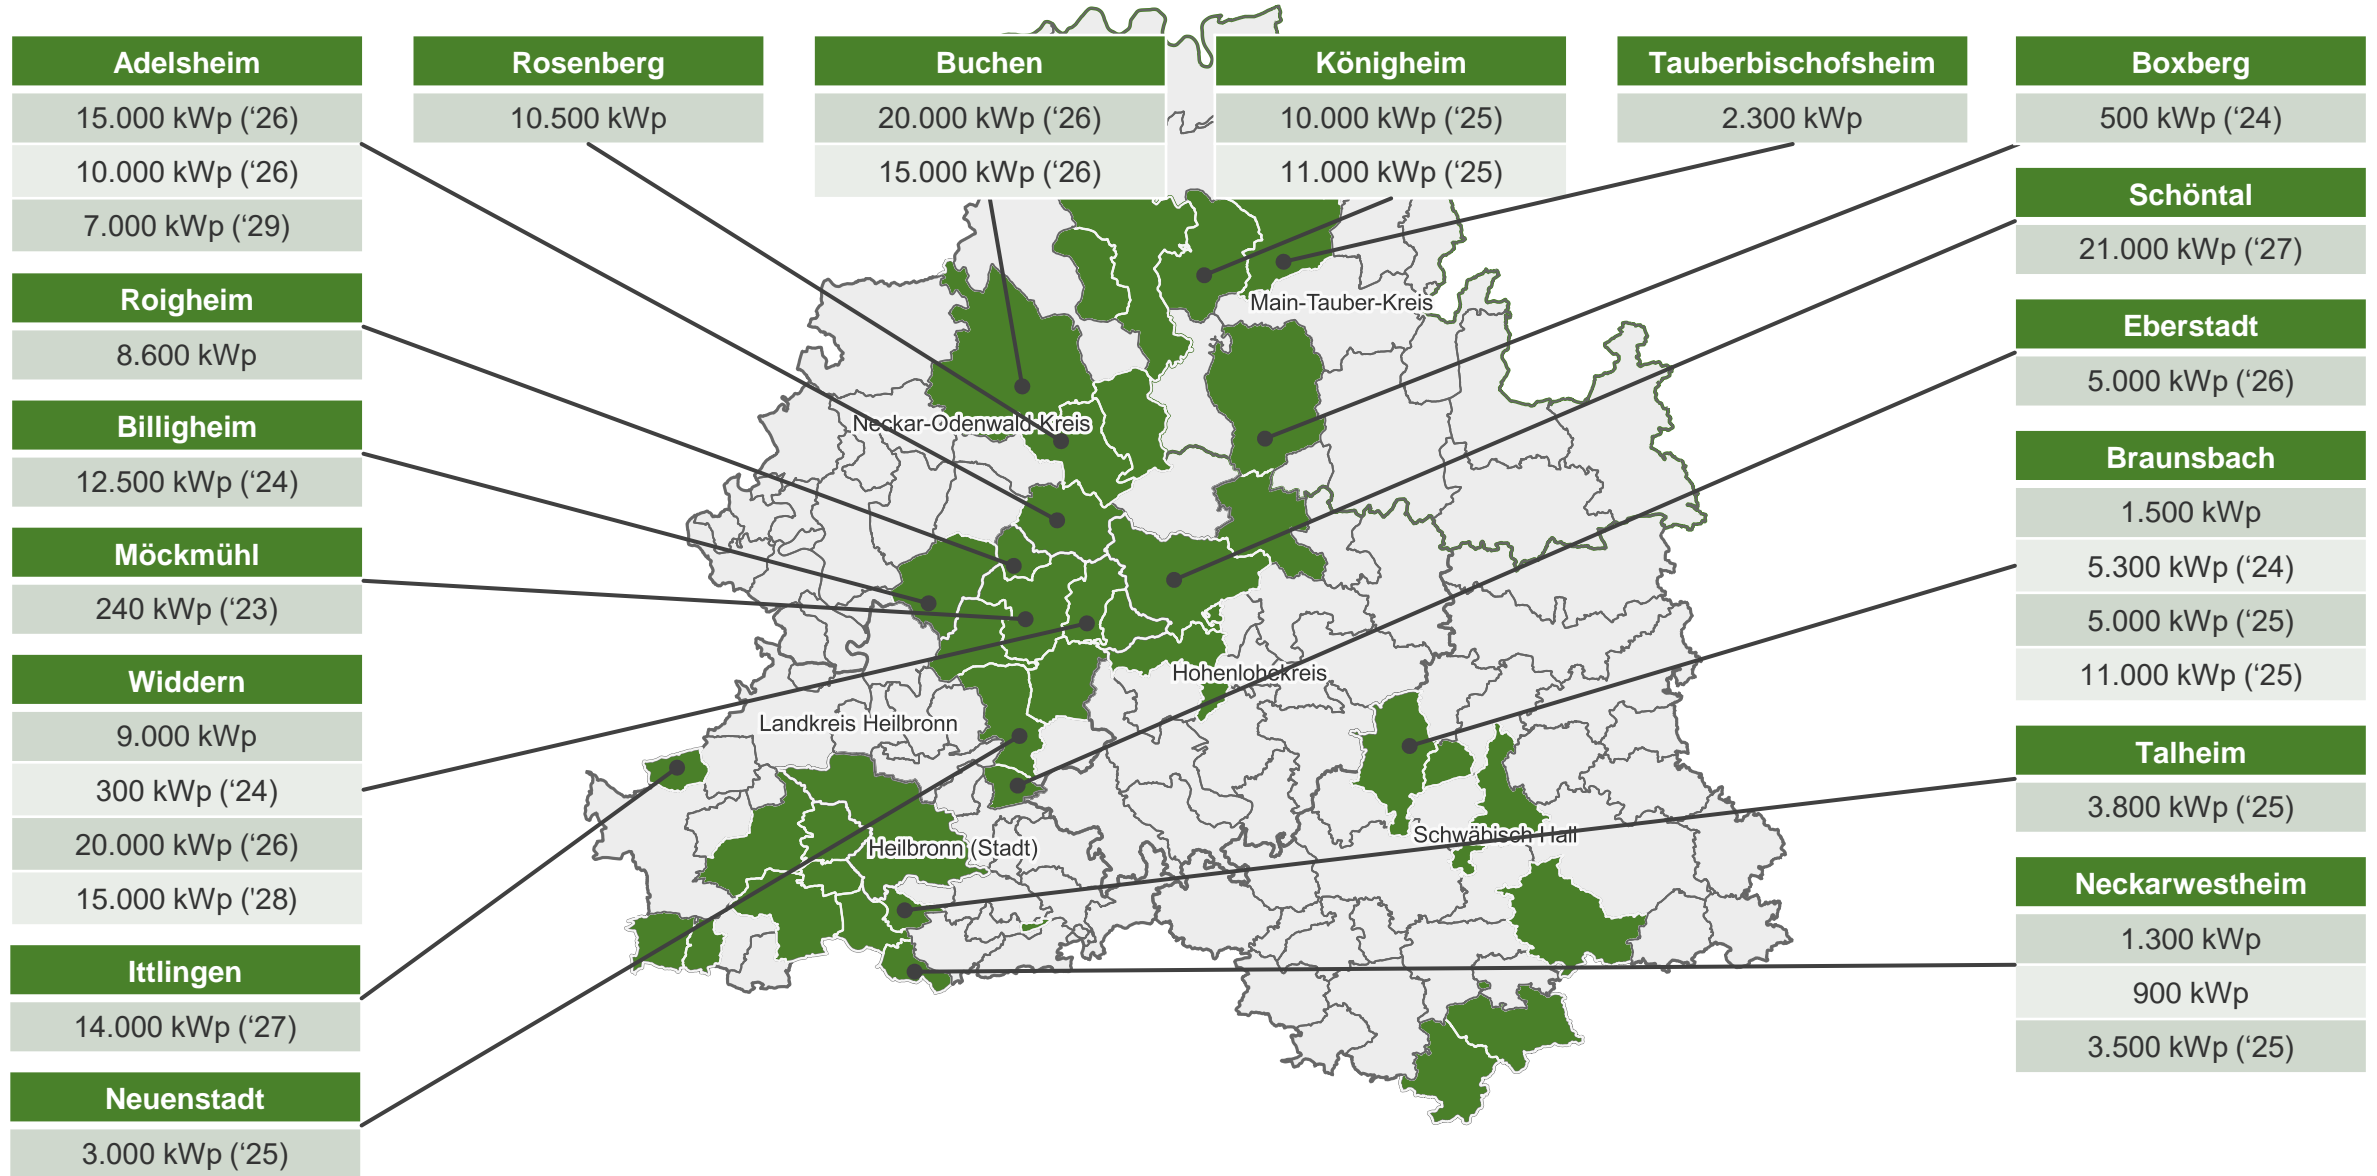 Adelsheim
15.000 kWp (‘26)
10.000 kWp (‘26)
7.000 kWp (‘29)
Rosenberg
10.500 kWp
Buchen
20.000 kWp (‘26)
15.000 kWp (‘26)
Königheim
10.000 kWp (‘25)
11.000 kWp (‘25)
Tauberbischofsheim
2.300 kWp
Boxberg
500 kWp (‘24)
Roigheim
8.600 kWp
Billigheim
12.500 kWp (‘24)
Möckmühl
240 kWp (‘23)
Widdern
9.000 kWp
300 kWp (‘24)
20.000 kWp (‘26)
15.000 kWp (‘28)
Ittlingen
14.000 kWp (‘27)
Neuenstadt
3.000 kWp (‘25)
Main-Tauber-Kreis
Neckar-Odenwald-Kreis
Hohenlohekreis
Landkreis Heilbronn
Schwäbisch Hall
Heilbronn (Stadt)
Schöntal
21.000 kWp (‘27)
Eberstadt
5.000 kWp (‘26)
Braunsbach
1.500 kWp
5.300 kWp (‘24)
5.000 kWp (‘25)
11.000 kWp (‘25)
Talheim
3.800 kWp (‘25)
Neckarwestheim
1.300 kWp
900 kWp
3.500 kWp (‘25)